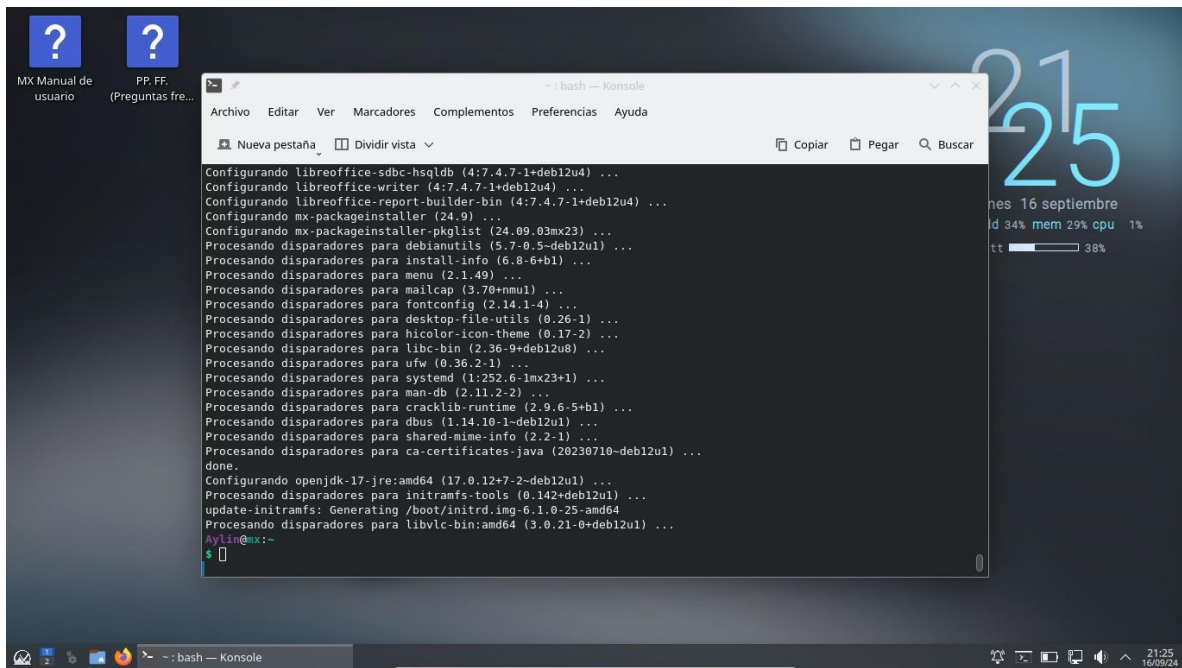 MX Manual de
usuario
PP. FF.
(Preguntas fre...
~ : bash — Konsole
Archivo Editar Ver Marcadores Complementos Preferencias Ayuda
Nueva pestaña Dividir vista Copiar Pegar Buscar
Configurando libreoffice-sdbc-hsqldb (4:7.4.7-1+deb12u4) ...
Configurando libreoffice-writer (4:7.4.7-1+deb12u4) ...
Configurando libreoffice-report-builder-bin (4:7.4.7-1+deb12u4) ...
Configurando mx-packageinstaller (24.9) ...
Configurando mx-packageinstaller-pkglist (24.09.03mx23) ...
Procesando disparadores para debianutils (5.7-0.5~deb12u1) ...
Procesando disparadores para install-info (6.8-6+b1) ...
Procesando disparadores para menu (2.1.49) ...
Procesando disparadores para mailcap (3.70+nmu1) ...
Procesando disparadores para fontconfig (2.14.1-4) ...
Procesando disparadores para desktop-file-utils (0.26-1) ...
Procesando disparadores para hicolor-icon-theme (0.17-2) ...
Procesando disparadores para libc-bin (2.36-9+deb12u8) ...
Procesando disparadores para ufw (0.36.2-1) ...
Procesando disparadores para systemd (1:252.6-1mx23+1) ...
Procesando disparadores para man-db (2.11.2-2) ...
Procesando disparadores para cracklib-runtime (2.9.6-5+b1) ...
Procesando disparadores para dbus (1.14.10-1~deb12u1) ...
Procesando disparadores para shared-mime-info (2.2-1) ...
Procesando disparadores para ca-certificates-java (20230710~deb12u1) ...
done.
Configurando openjdk-17-jre:amd64 (17.0.12+7-2~deb12u1) ...
Procesando disparadores para initramfs-tools (0.142+deb12u1) ...
update-initramfs: Generating /boot/initrd.img-6.1.0-25-amd64
Procesando disparadores para libvlc-bin:amd64 (3.0.21-0+deb12u1) ...
Aylin@mx:~
$
21
25
nes 16 septiembre
ld 34% mem 29% cpu 1%
tt 38%
1
2
~ : bash — Konsole
21:25
16/09/24